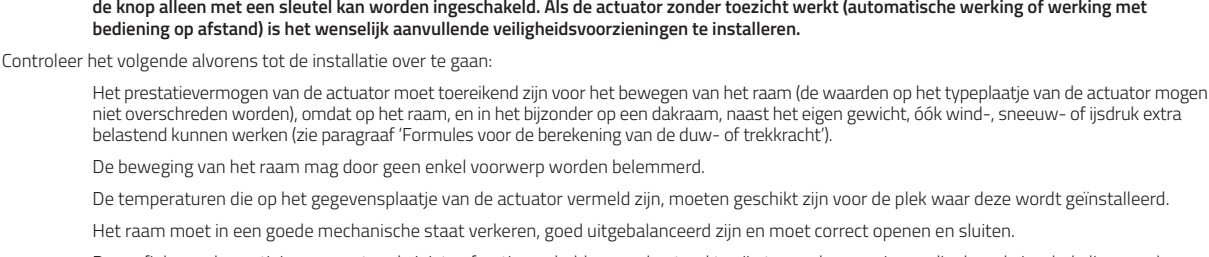 de knop alleen met een sleutel kan worden ingeschakeld. Als de actuator zonder toezicht werkt (automatische werking of werking met
bediening op afstand) is het wenselijk aanvullende veiligheidsvoorzieningen te installeren.
Controleer het volgende alvorens tot de installatie over te gaan:
Het prestatievermogen van de actuator moet toereikend zijn voor het bewegen van het raam (de waarden op het typeplaatje van de actuator mogen
niet overschreden worden), omdat op het raam, en in het bijzonder op een dakraam, naast het eigen gewicht, óók wind-, sneeuw- of ijsdruk extra
belastend kunnen werken (zie paragraaf ‘Formules voor de berekening van de duw- of trekkracht’).
De beweging van het raam mag door geen enkel voorwerp worden belemmerd.
De temperaturen die op het gegevensplaatje van de actuator vermeld zijn, moeten geschikt zijn voor de plek waar deze wordt geïnstalleerd.
Het raam moet in een goede mechanische staat verkeren, goed uitgebalanceerd zijn en moet correct openen en sluiten.